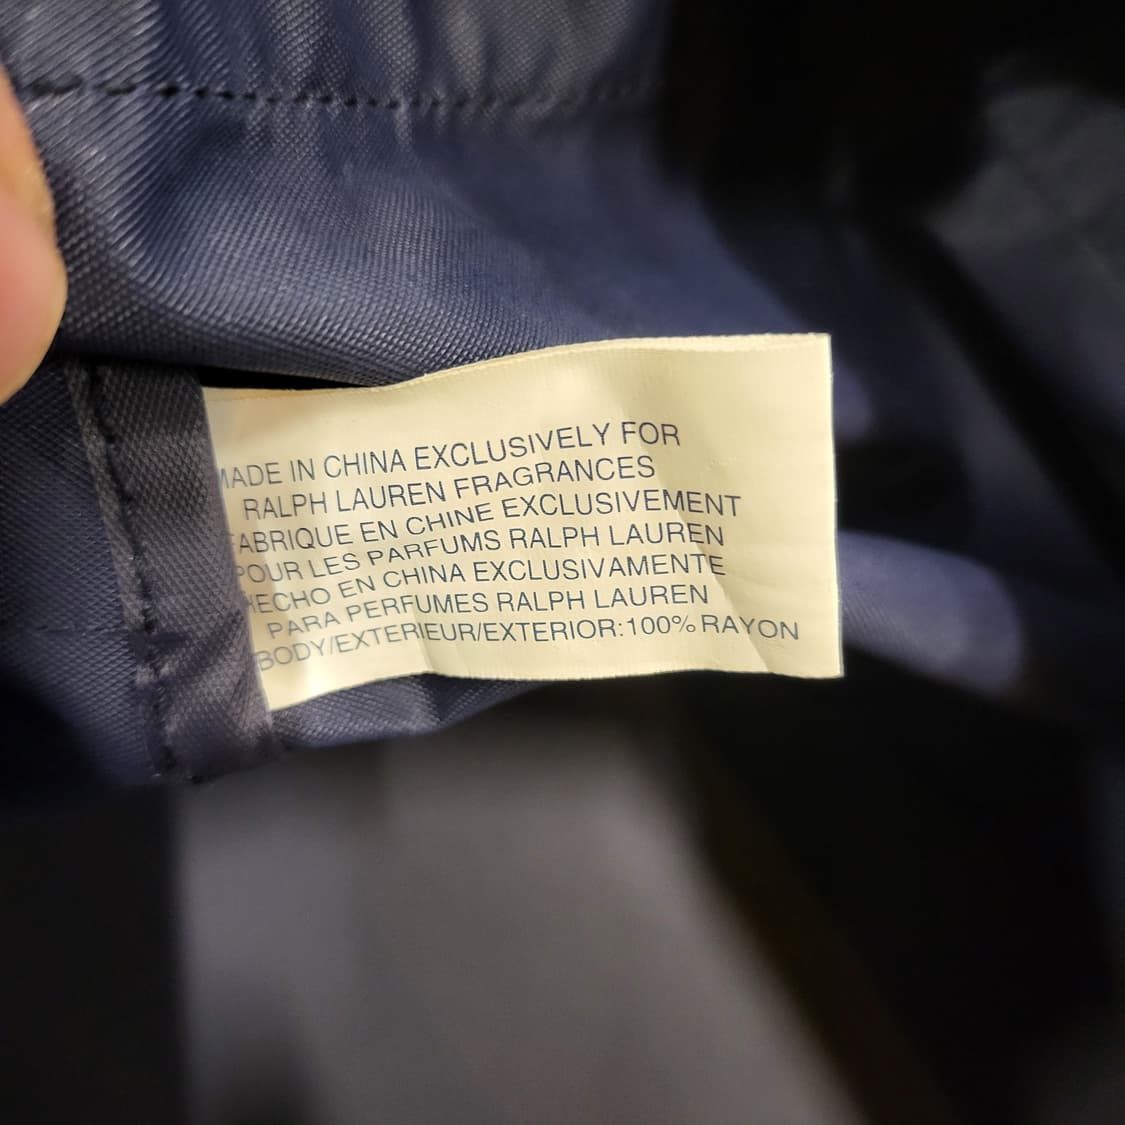 MADE IN CHINA EXCLUSIVELY FOR
RALPH LAUREN FRAGRANCES
FABRIQUE EN CHINE EXCLUSIVEMENT
POUR LES PARFUMS RALPH LAUREN
HECHO EN CHINA EXCLUSIVAMENTE
PARA PERFUMES RALPH LAUREN
BODY/EXTERIEUR/EXTERIOR:100% RAYON